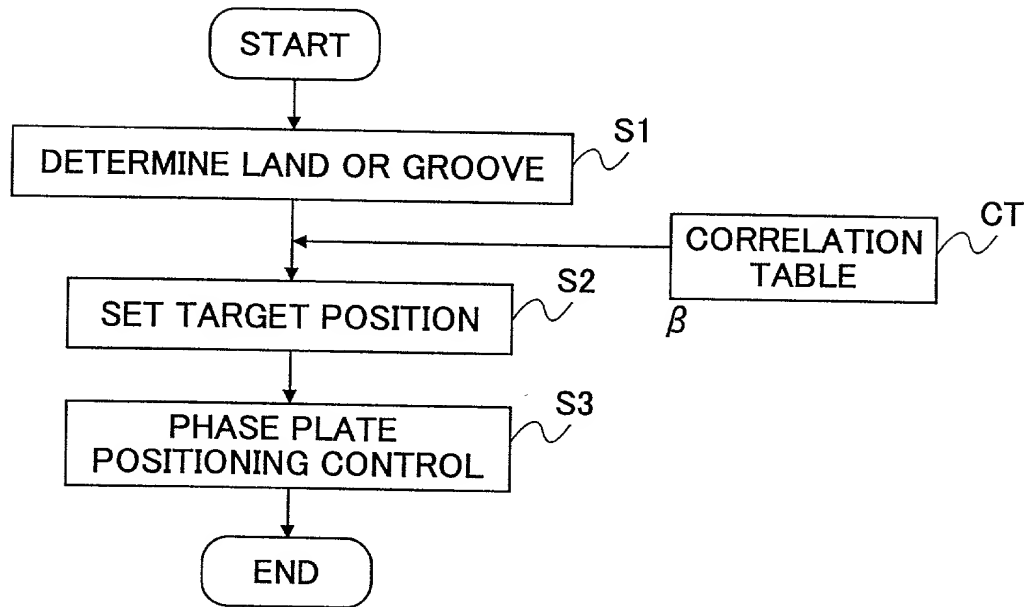 START
DETERMINE LAND OR GROOVE
S1
CORRELATION
TABLE
CT
β
SET TARGET POSITION
S2
PHASE PLATE
POSITIONING CONTROL
S3
END